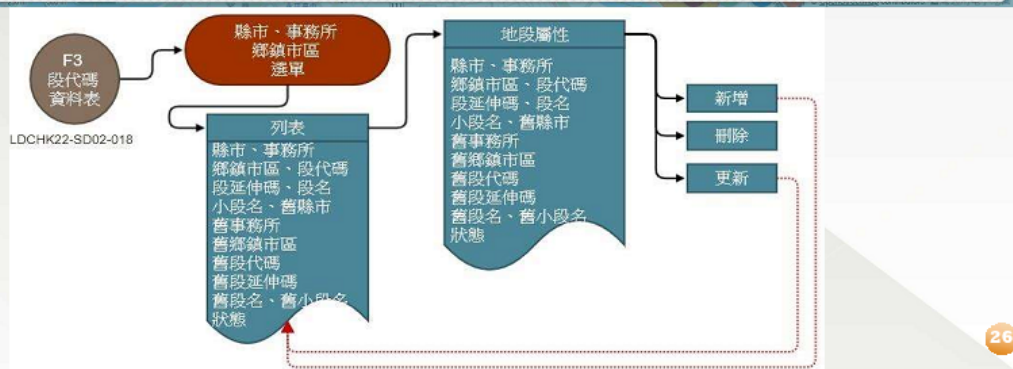 F3
段代碼
資料表
LDCHK22-SD02-018
縣市、事務所
鄉鎮市區
選單
列表
縣市、事務所
鄉鎮市區、段代碼
段延伸碼、段名
小段名、舊縣市
舊事務所
舊鄉鎮市區
舊段代碼
舊段延伸碼
舊段名、舊小段名
狀態
地段屬性
縣市、事務所
鄉鎮市區、段代碼
段延伸碼、段名
小段名、舊縣市
舊事務所
舊鄉鎮市區
舊段代碼
舊段延伸碼
舊段名、舊小段名
狀態
新增
刪除
更新
26